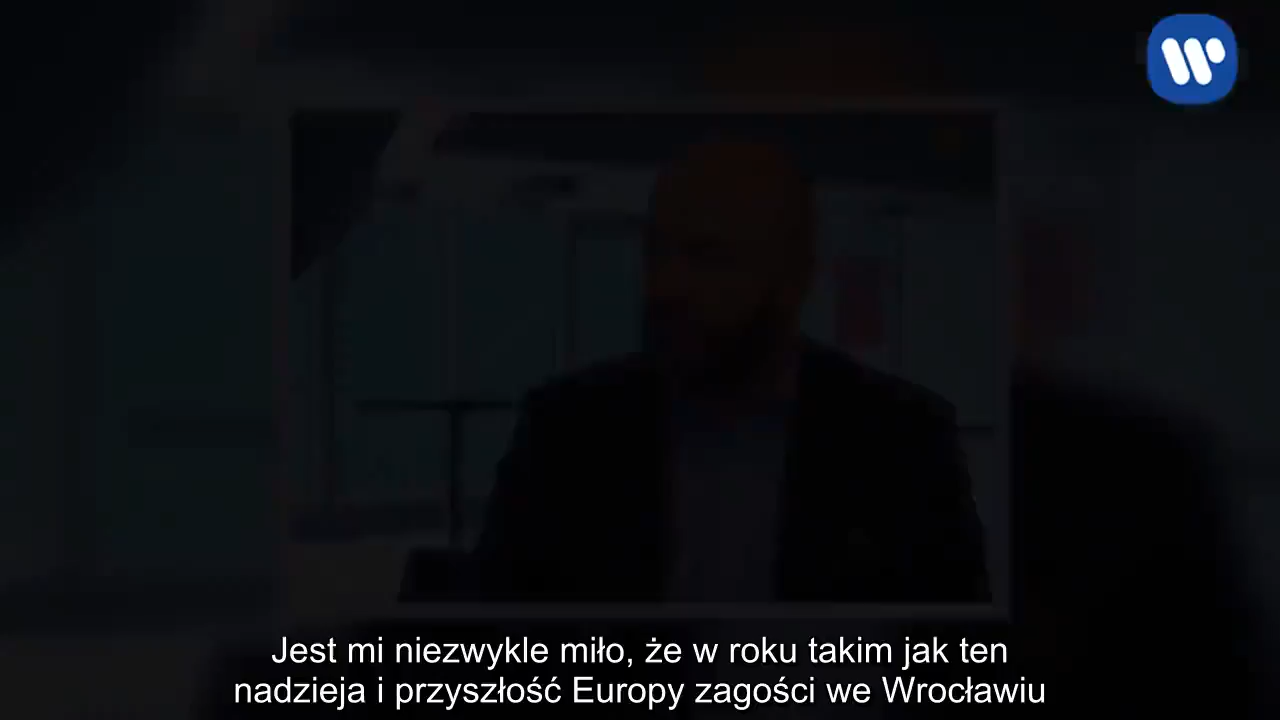 Jest mi niezwykle miło, że w roku takim jak ten
nadzieja i przyszłość Europy zagości we Wrocławiu